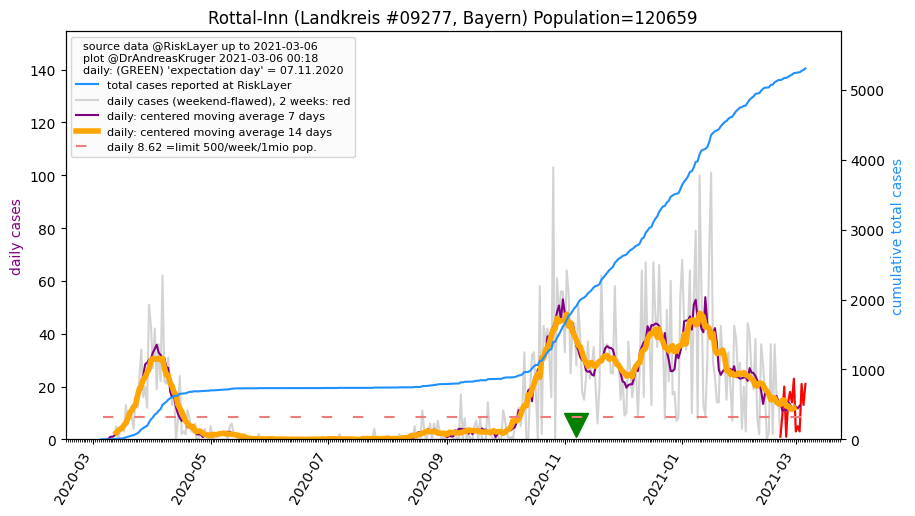 Rottal-Inn (Landkreis #09277, Bayern) Population=120659
source data @RiskLayer up to 2021-03-06
plot @DrAndreasKruger 2021-03-06 00:18
daily: (GREEN) 'expectation day' = 07.11.2020
total cases reported at RiskLayer
daily cases (weekend-flawed), 2 weeks: red
daily: centered moving average 7 days
daily: centered moving average 14 days
daily 8.62 =limit 500/week/1mio pop.
daily cases
140
120
100
80
60
40
20
0
cumulative total cases
5000
4000
3000
2000
1000
0
2020-03
2020-05
2020-07
2020-09
2020-11
2021-01
2021-03